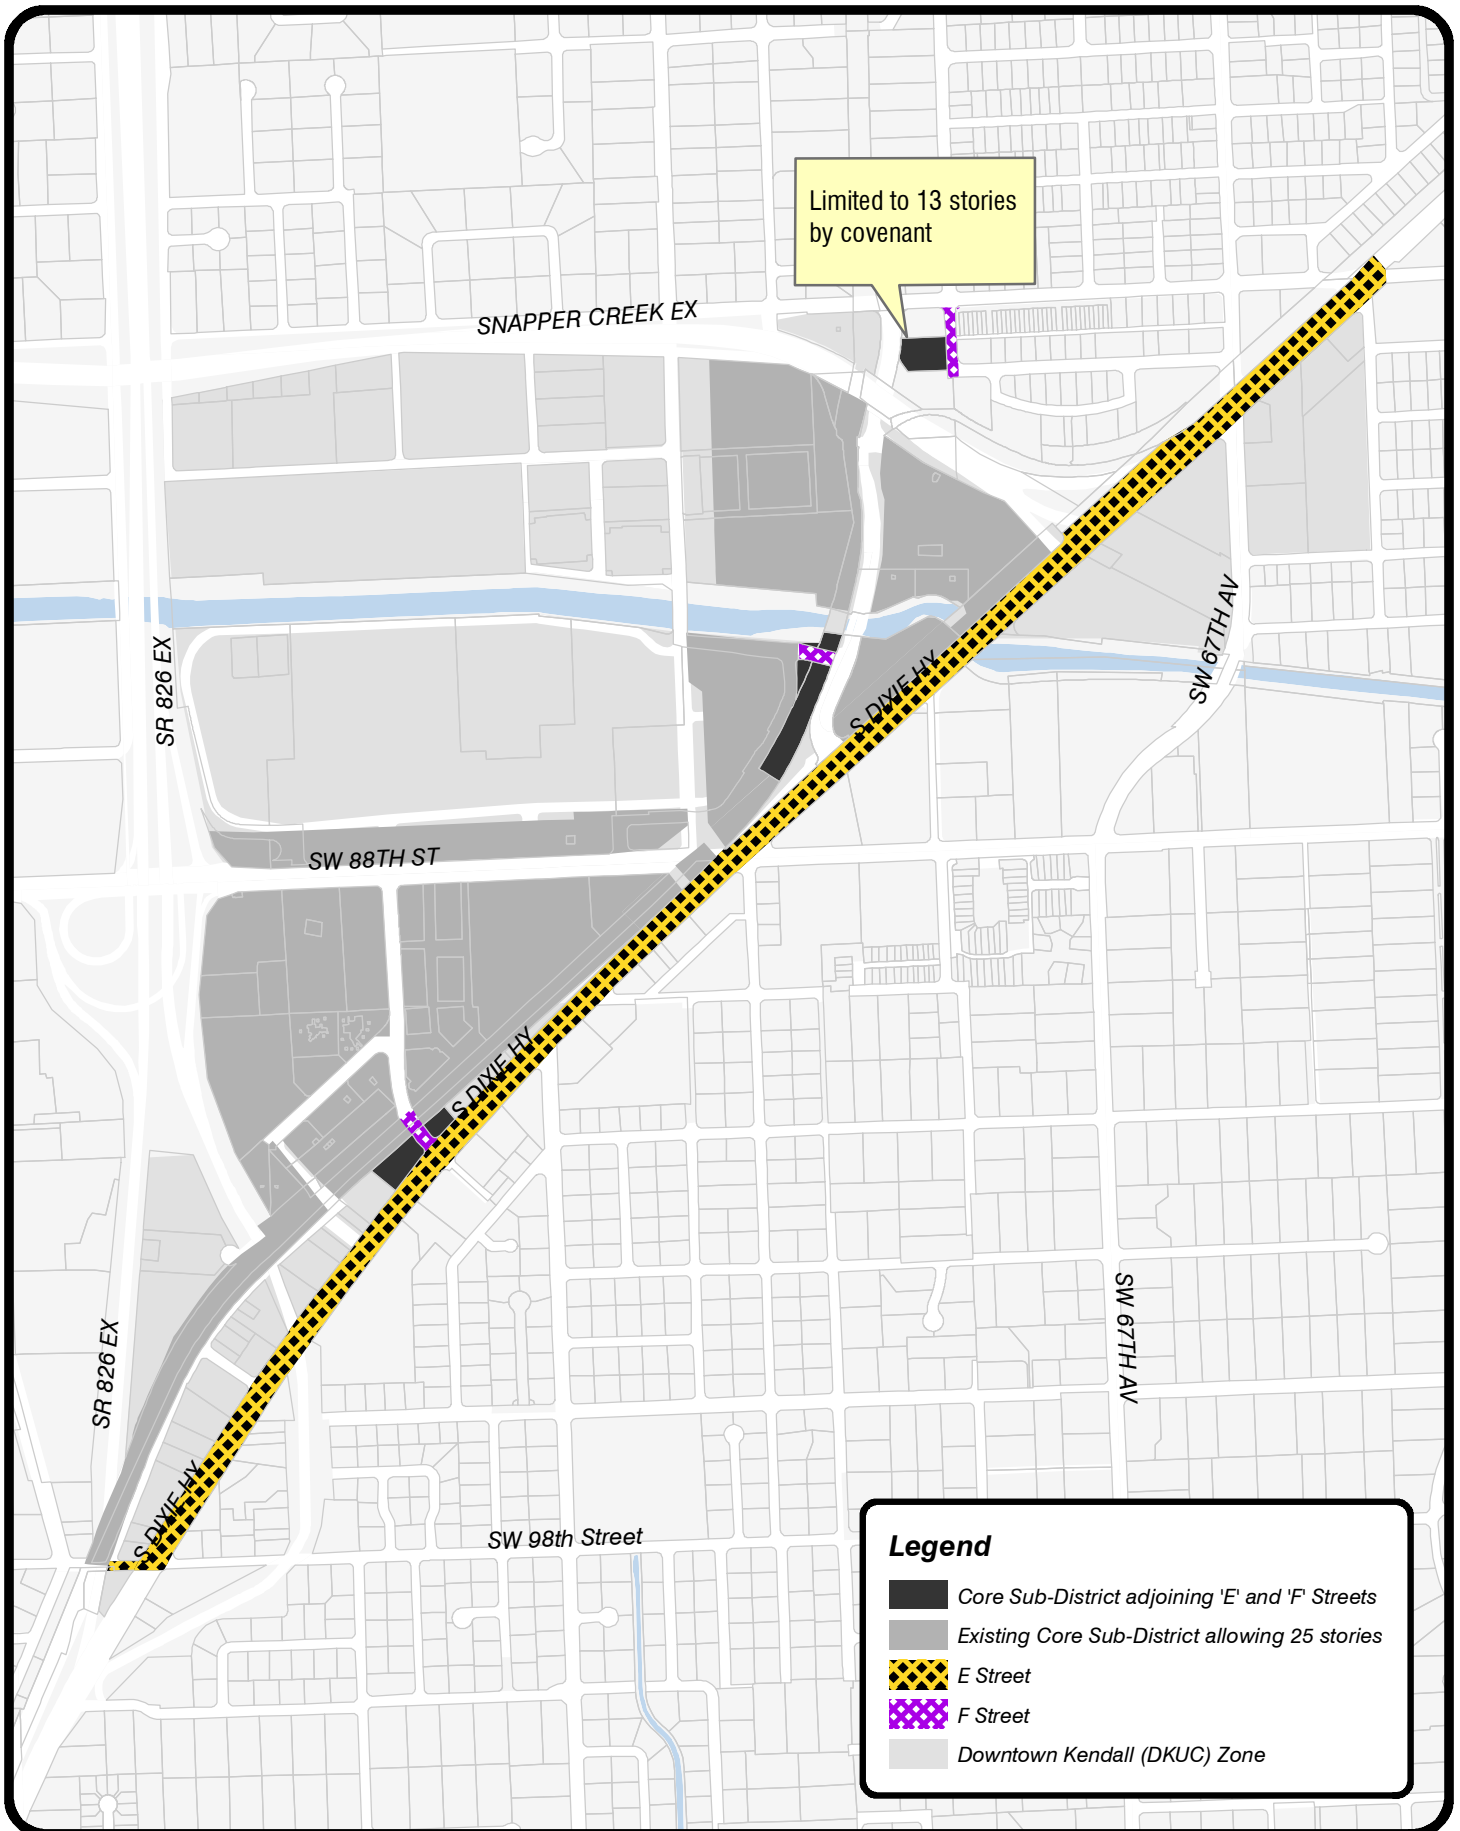 Limited to 13 stories
by covenant
SNAPPER CREEK EX
SW 67TH AV
SR 826 EX
S DIXIE HY
SW 88TH ST
S DIXIE HY
SW 67TH AV
SR 826 EX
S DIXIE HY
SW 98th Street
Legend
Core Sub-District adjoining 'E' and 'F' Streets
Existing Core Sub-District allowing 25 stories
E Street
F Street
Downtown Kendall (DKUC) Zone